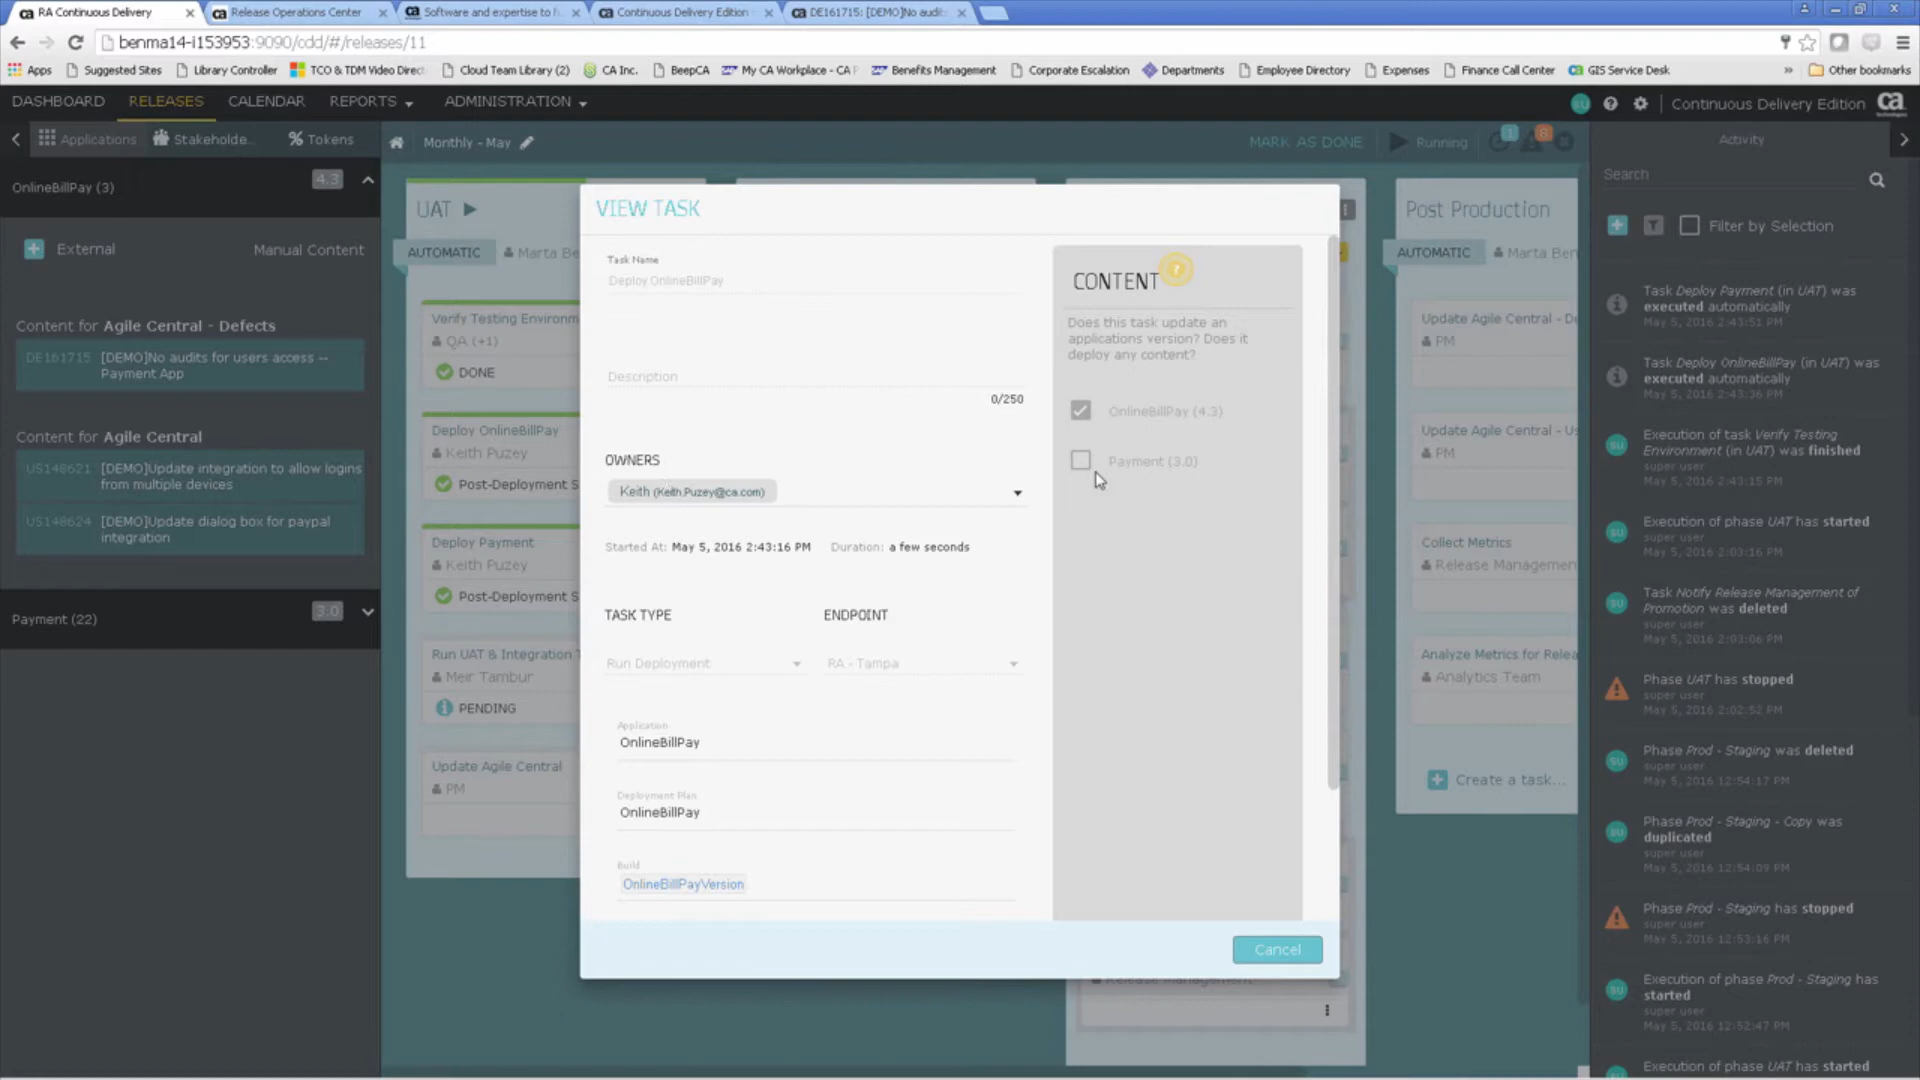 RA Continuous Delivery
Release Operations Center
Software and expertise to h
Continuous Delivery Edition
DE161715: [DEMO]No audit
benma14-i153953:9090/cdd/#/releases/11
Apps
Suggested Sites
Library Controller
TCO & TDM Video Direct
Cloud Team Library (2)
CA Inc.
BeepCA
My CA Workplace - CA
Benefits Management
Corporate Escalation
Departments
Employee Directory
Expenses
Finance Call Center
GIS Service Desk
»
Other bookmarks
DASHBOARD
RELEASES
CALENDAR
REPORTS
ADMINISTRATION
SU
Continuous Delivery Edition
ca
Applications
Stakeholde...
% Tokens
Monthly - May
MARK AS DONE
Running
1
8
Activity
OnlineBillPay (3)
4.3
External
Manual Content
Content for Agile Central - Defects
DE161715 [DEMO]No audits for users access --
Payment App
Content for Agile Central
US148621 [DEMO]Update integration to allow logins
from multiple devices
US148624 [DEMO]Update dialog box for paypal
integration
Payment (22)
3.0
UAT
AUTOMATIC
Marta Be
Verify Testing Environm
QA (+1)
DONE
Deploy OnlineBillPay
Keith Puzey
Post-Deployment S
Deploy Payment
Keith Puzey
Post-Deployment S
Run UAT & Integration T
Meir Tambur
PENDING
Update Agile Central
PM
VIEW TASK
Task Name
Deploy OnlineBillPay
Description
0/250
OWNERS
Keith (Keith.Puzey@ca.com)
Started At: May 5, 2016 2:43:16 PM
Duration: a few seconds
TASK TYPE
ENDPOINT
Run Deployment
RA - Tampa
Application
OnlineBillPay
Deployment Plan
OnlineBillPay
Build
OnlineBillPayVersion
CONTENT
?
Does this task update an
applications version? Does it
deploy any content?
OnlineBillPay (4.3)
Payment (3.0)
Cancel
Release Management
Post Production
AUTOMATIC
Marta Ben
Update Agile Central - De
PM
Update Agile Central - Us
PM
Collect Metrics
Release Managemen
Analyze Metrics for Relea
Analytics Team
Create a task...
Search
Filter by Selection
Task Deploy Payment (in UAT) was
executed automatically
May 5, 2016 2:43:51 PM
Task Deploy OnlineBillPay (in UAT) was
executed automatically
May 5, 2016 2:43:36 PM
SU
Execution of task Verify Testing
Environment (in UAT) was finished
super user
May 5, 2016 2:43:15 PM
SU
Execution of phase UAT has started
super user
May 5, 2016 2:03:16 PM
SU
Task Notify Release Management of
Promotion was deleted
super user
May 5, 2016 2:03:06 PM
Phase UAT has stopped
super user
May 5, 2016 2:02:52 PM
SU
Phase Prod - Staging was deleted
super user
May 5, 2016 12:54:17 PM
SU
Phase Prod - Staging - Copy was
duplicated
super user
May 5, 2016 12:54:09 PM
Phase Prod - Staging has stopped
super user
May 5, 2016 12:53:16 PM
SU
Execution of phase Prod - Staging has
started
super user
May 5, 2016 12:52:47 PM
SU
Execution of phase UAT has started